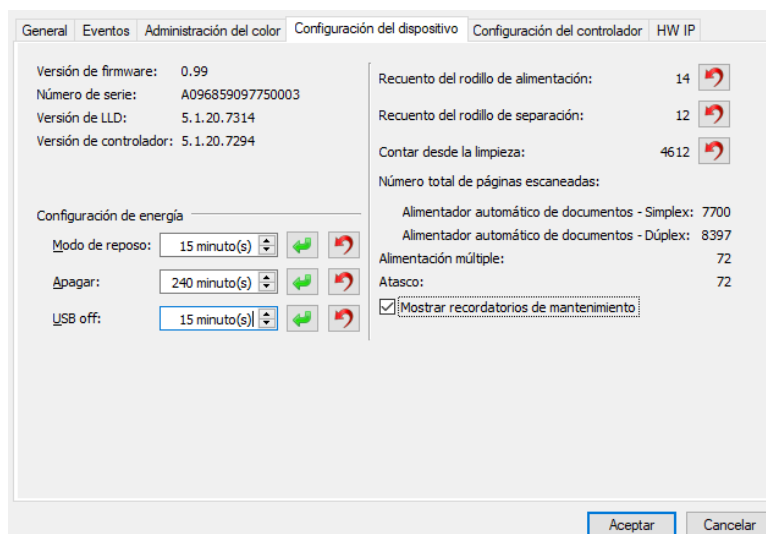 General Eventos Administración del color Configuración del dispositivo Configuración del controlador HW IP
Versión de firmware: 0.99
Número de serie: A096859097750003
Versión de LLD: 5.1.20.7314
Versión de controlador: 5.1.20.7294
Configuración de energía
Modo de reposo: 15 minuto(s)
Apagar: 240 minuto(s)
USB off: 15 minuto(s)
Recuento del rodillo de alimentación: 14
Recuento del rodillo de separación: 12
Contar desde la limpieza: 4612
Número total de páginas escaneadas:
Alimentador automático de documentos - Simplex: 7700
Alimentador automático de documentos - Dúplex: 8397
Alimentación múltiple: 72
Atasco: 72
Mostrar recordatorios de mantenimiento
Aceptar Cancelar